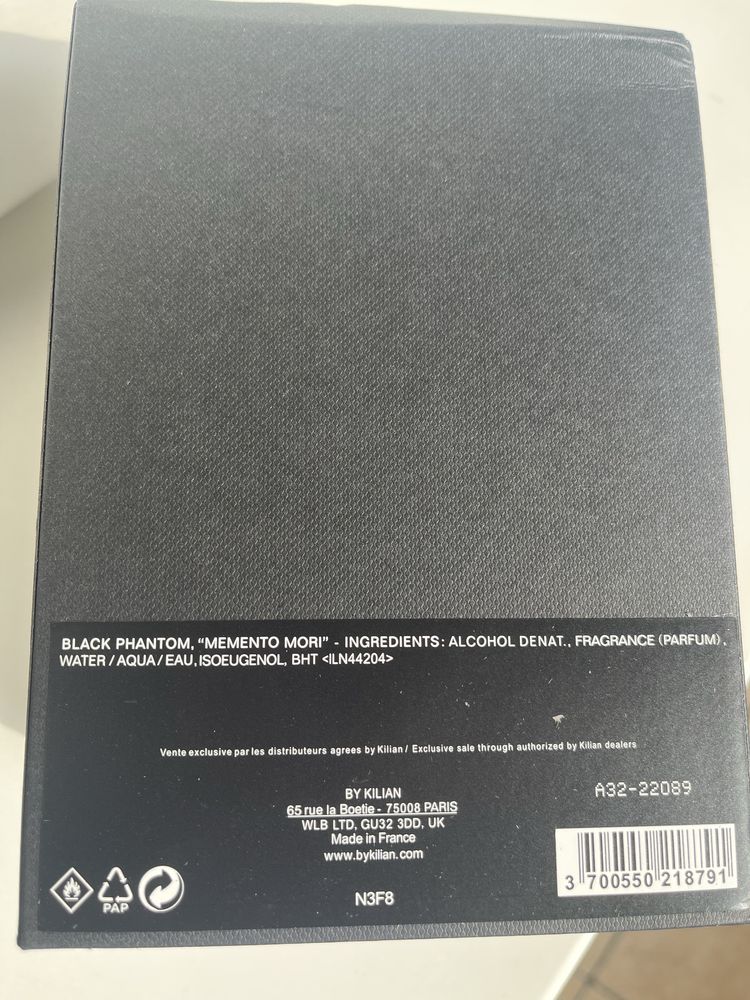 BLACK PHANTOM, “MEMENTO MORI” - INGREDIENTS: ALCOHOL DENAT., FRAGRANCE (PARFUM),
WATER / AQUA / EAU, ISOEUGENOL, BHT <ILN44204>
Vente exclusive par les distributeurs agrees by Kilian / Exclusive sale through authorized by Kilian dealers
BY KILIAN
65 rue la Boetie - 75008 PARIS
WLB LTD, GU32 3DD, UK
Made in France
www.bykilian.com
N3F8
A32-22089
3 700550 218791
PAP